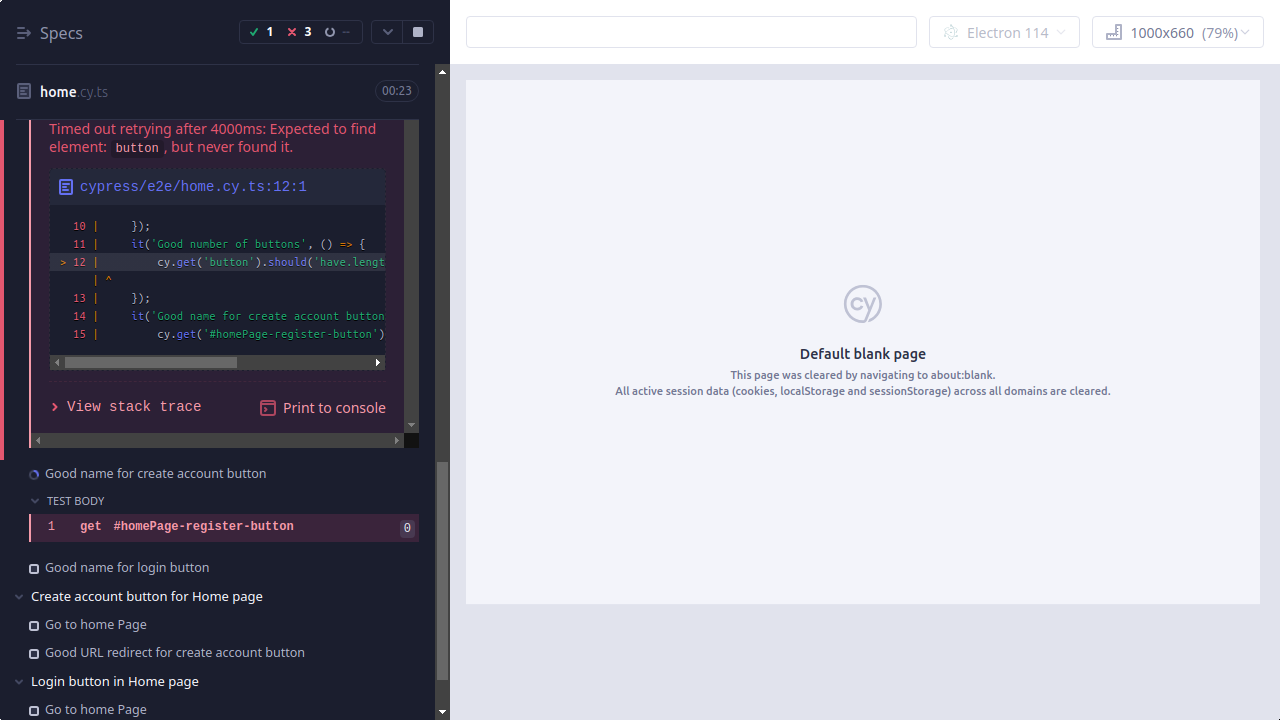 Specs
1
3
--
Electron 114
1000x660 (79%)
home.cy.ts
00:23
Timed out retrying after 4000ms: Expected to find
element: button, but never found it.
cypress/e2e/home.cy.ts:12:1
10 | });
11 | it('Good number of buttons', () => {
> 12 | cy.get('button').should('have.lengt
| ^
13 | });
14 | it('Good name for create account button
15 | cy.get('#homePage-register-button')
View stack trace
Print to console
Good name for create account button
TEST BODY
1 get #homePage-register-button 0
Good name for login button
Create account button for Home page
Go to home Page
Good URL redirect for create account button
Login button in Home page
Go to home Page
cy
Default blank page
This page was cleared by navigating to about:blank.
All active session data (cookies, localStorage and sessionStorage) across all domains are cleared.